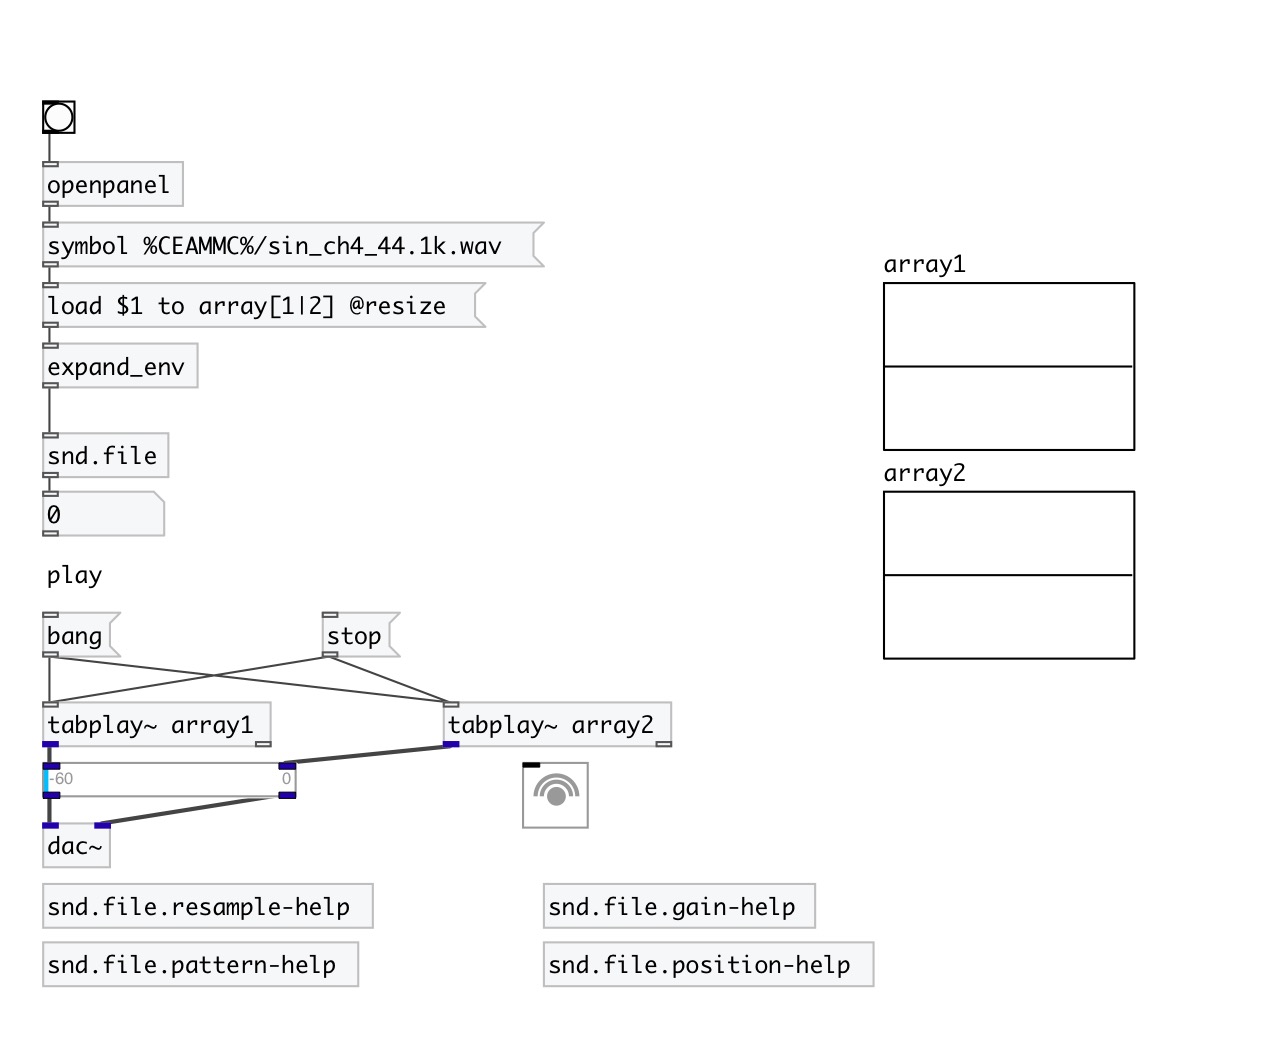 openpanel
symbol %CEAMMC%/sin_ch4_44.1k.wav
load $1 to array[1|2] @resize
expand_env
snd.file
0
play
bang
stop
tabplay~ array1
tabplay~ array2
-60
0
dac~
snd.file.resample-help
snd.file.gain-help
snd.file.pattern-help
snd.file.position-help
array1
array2